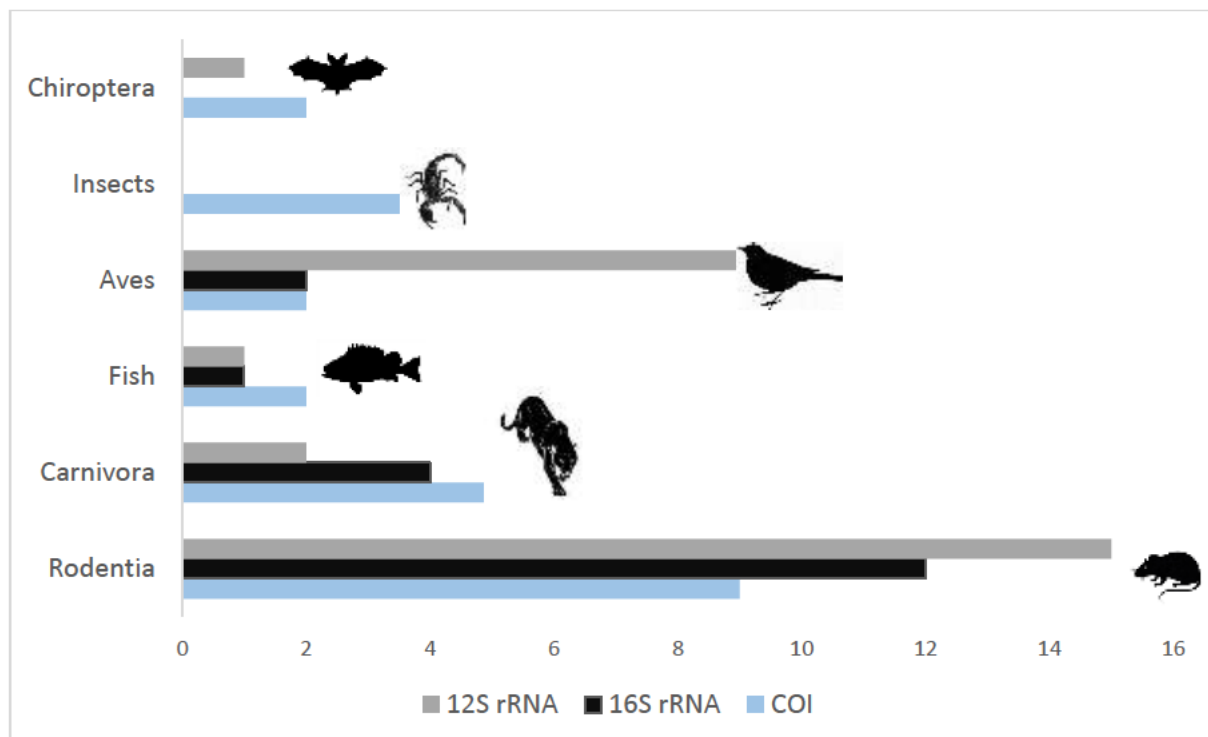 Chiroptera
Insects
Aves
Fish
Carnivora
Rodentia
0 2 4 6 8 10 12 14 16
12S rRNA 16S rRNA COI